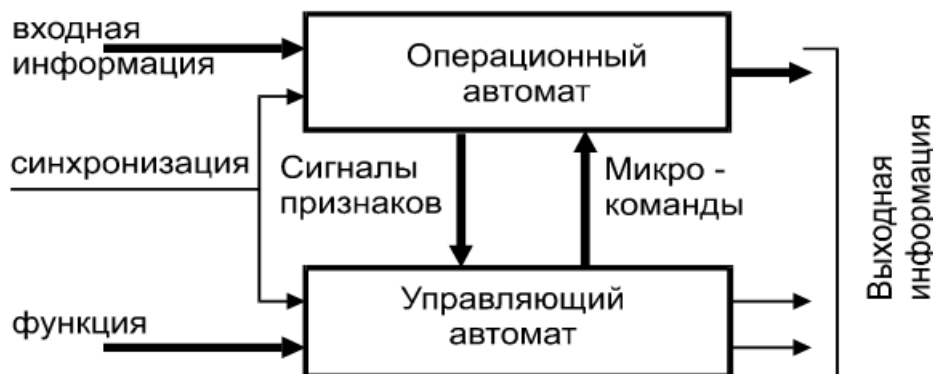 входная
информация
Операционный
автомат
синхронизация
Сигналы
признаков
Микро -
команды
функция
Управляющий
автомат
Выходная
информация